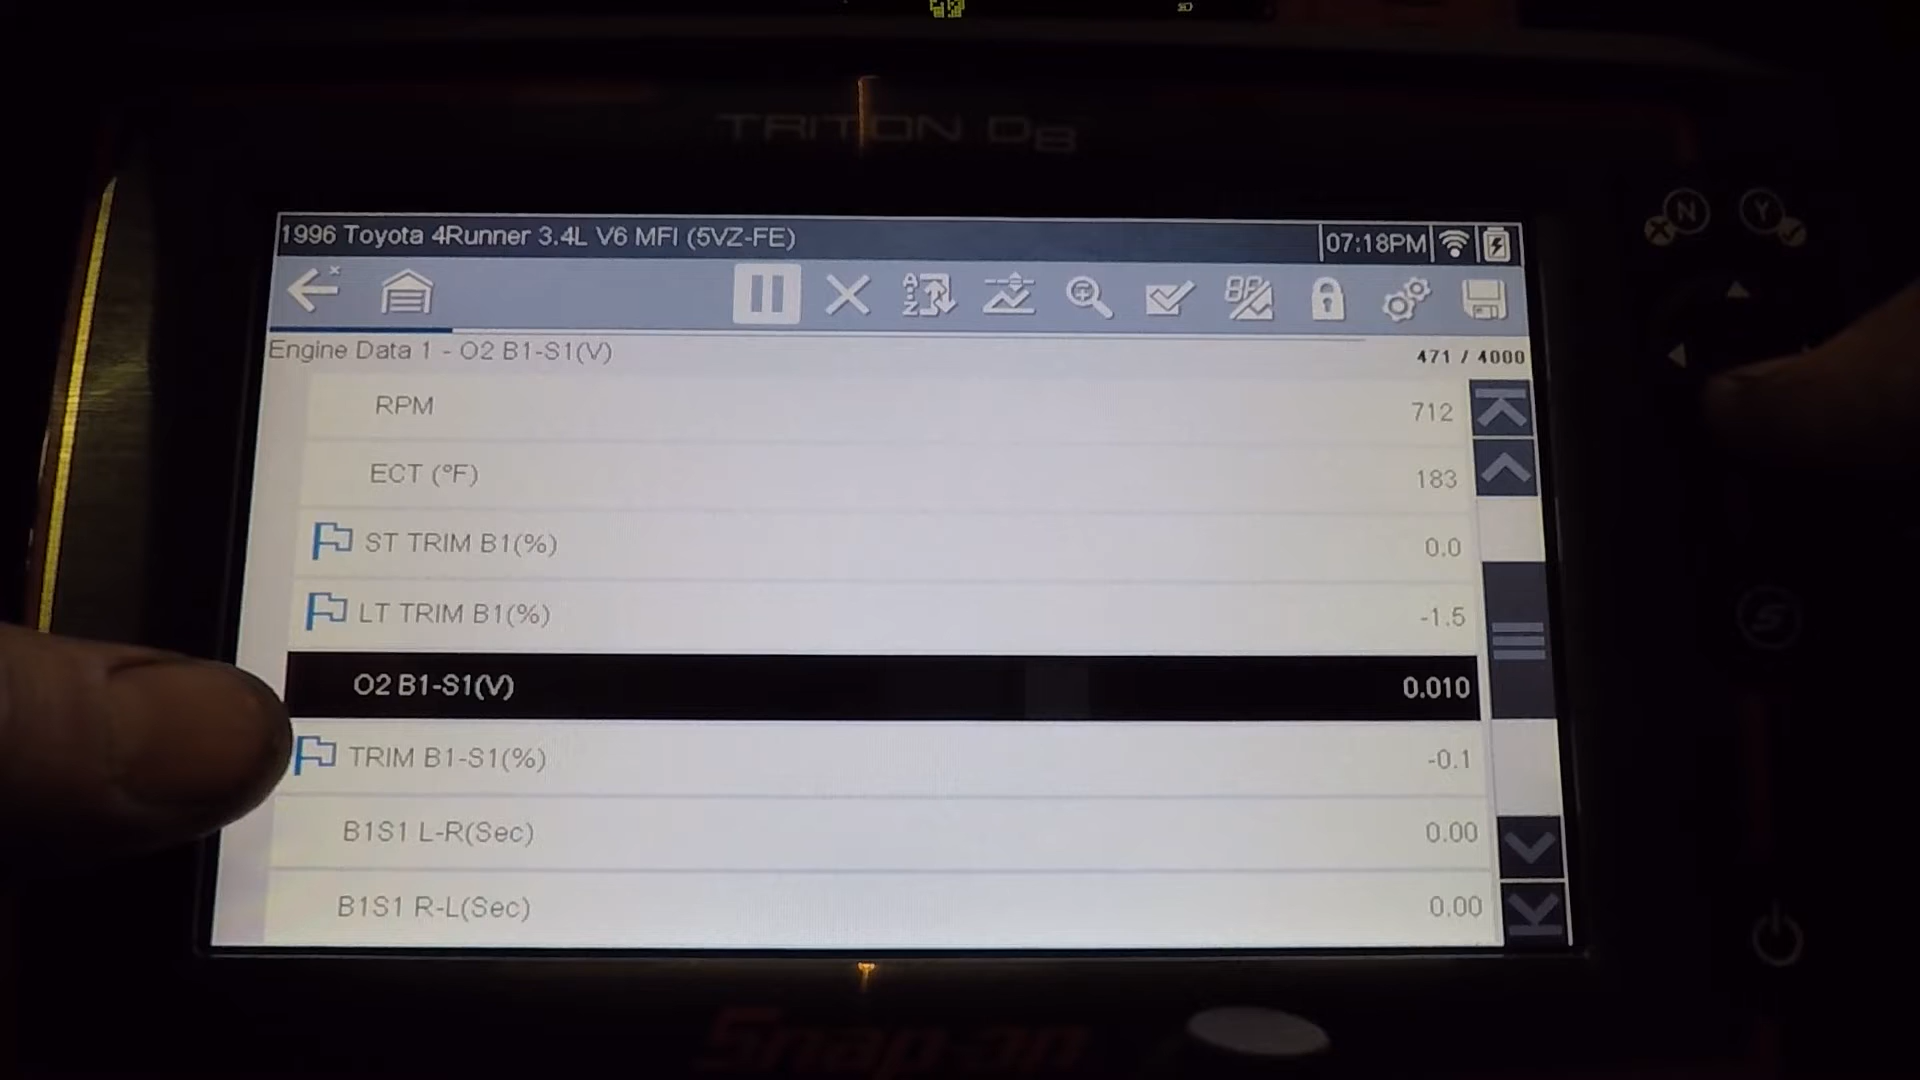 TRITON D8
1996 Toyota 4Runner 3.4L V6 MFI (5VZ-FE)
07:18PM
Engine Data 1 - O2 B1-S1(V)
471 / 4000
RPM 712
ECT (°F) 183
ST TRIM B1(%) 0.0
LT TRIM B1(%) -1.5
O2 B1-S1(V) 0.010
TRIM B1-S1(%) -0.1
B1S1 L-R(Sec) 0.00
B1S1 R-L(Sec) 0.00
N Y
S
Snap-on